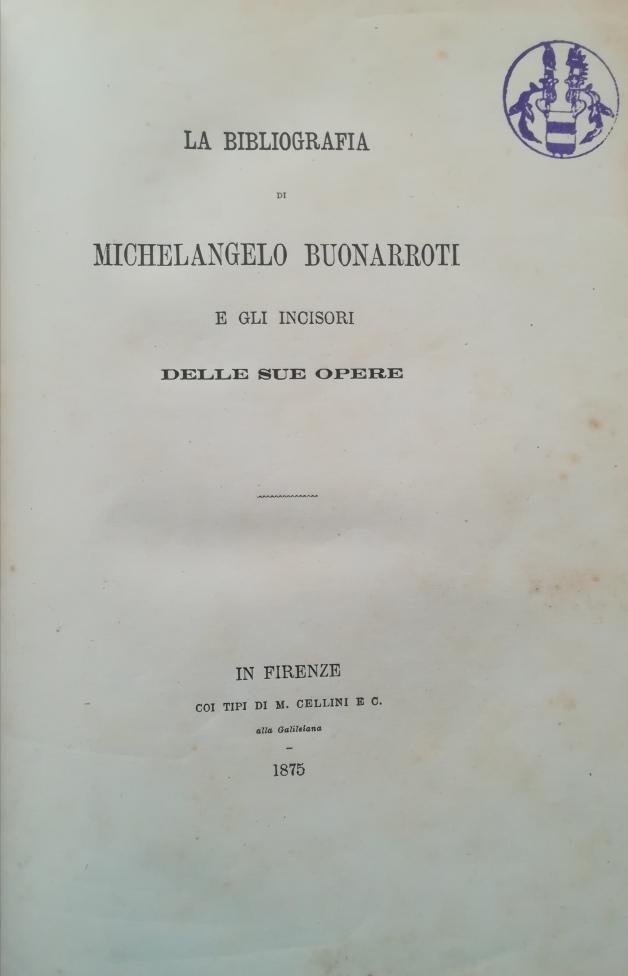 LA BIBLIOGRAFIA
DI
MICHELANGELO BUONARROTI
E GLI INCISORI
DELLE SUE OPERE
IN FIRENZE
COI TIPI DI M. CELLINI E C.
alla Galileiana
1875